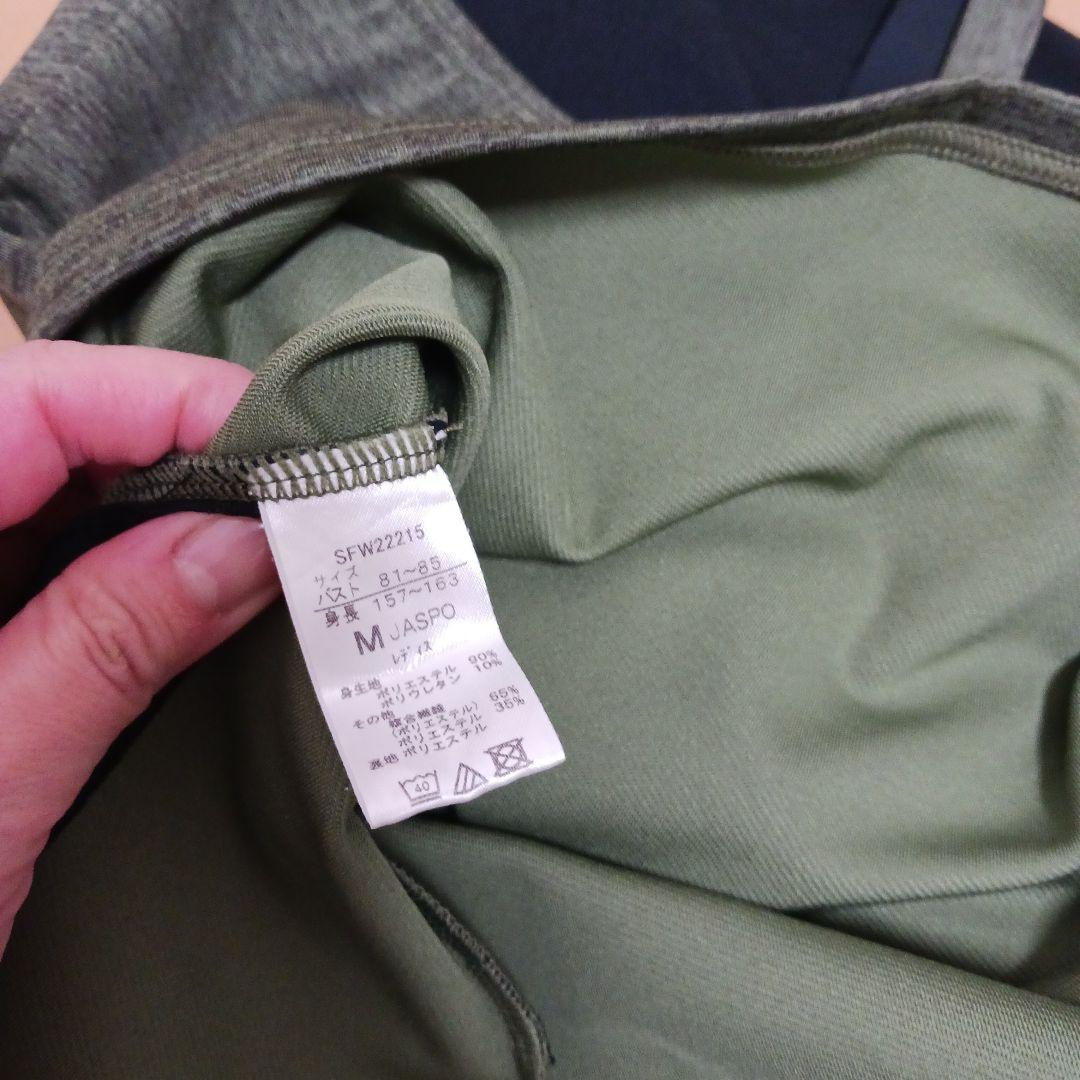 SFW22215
サイズ
バスト 81～85
身長 157～163
M JASPO
レディス
身生地 ポリエステル 90%
ポリウレタン 10%
その他 複合繊維
(ポリエステル) 65%
ポリエステル 35%
裏地 ポリエステル
40